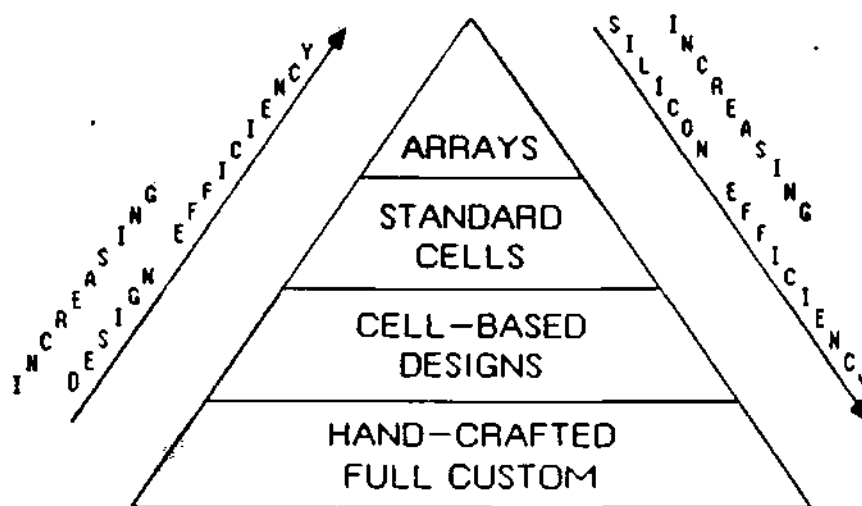 INCREASING
DESIGN EFFICIENCY
INCREASING
SILICON EFFICIENCY
ARRAYS
STANDARD
CELLS
CELL-BASED
DESIGNS
HAND-CRAFTED
FULL CUSTOM